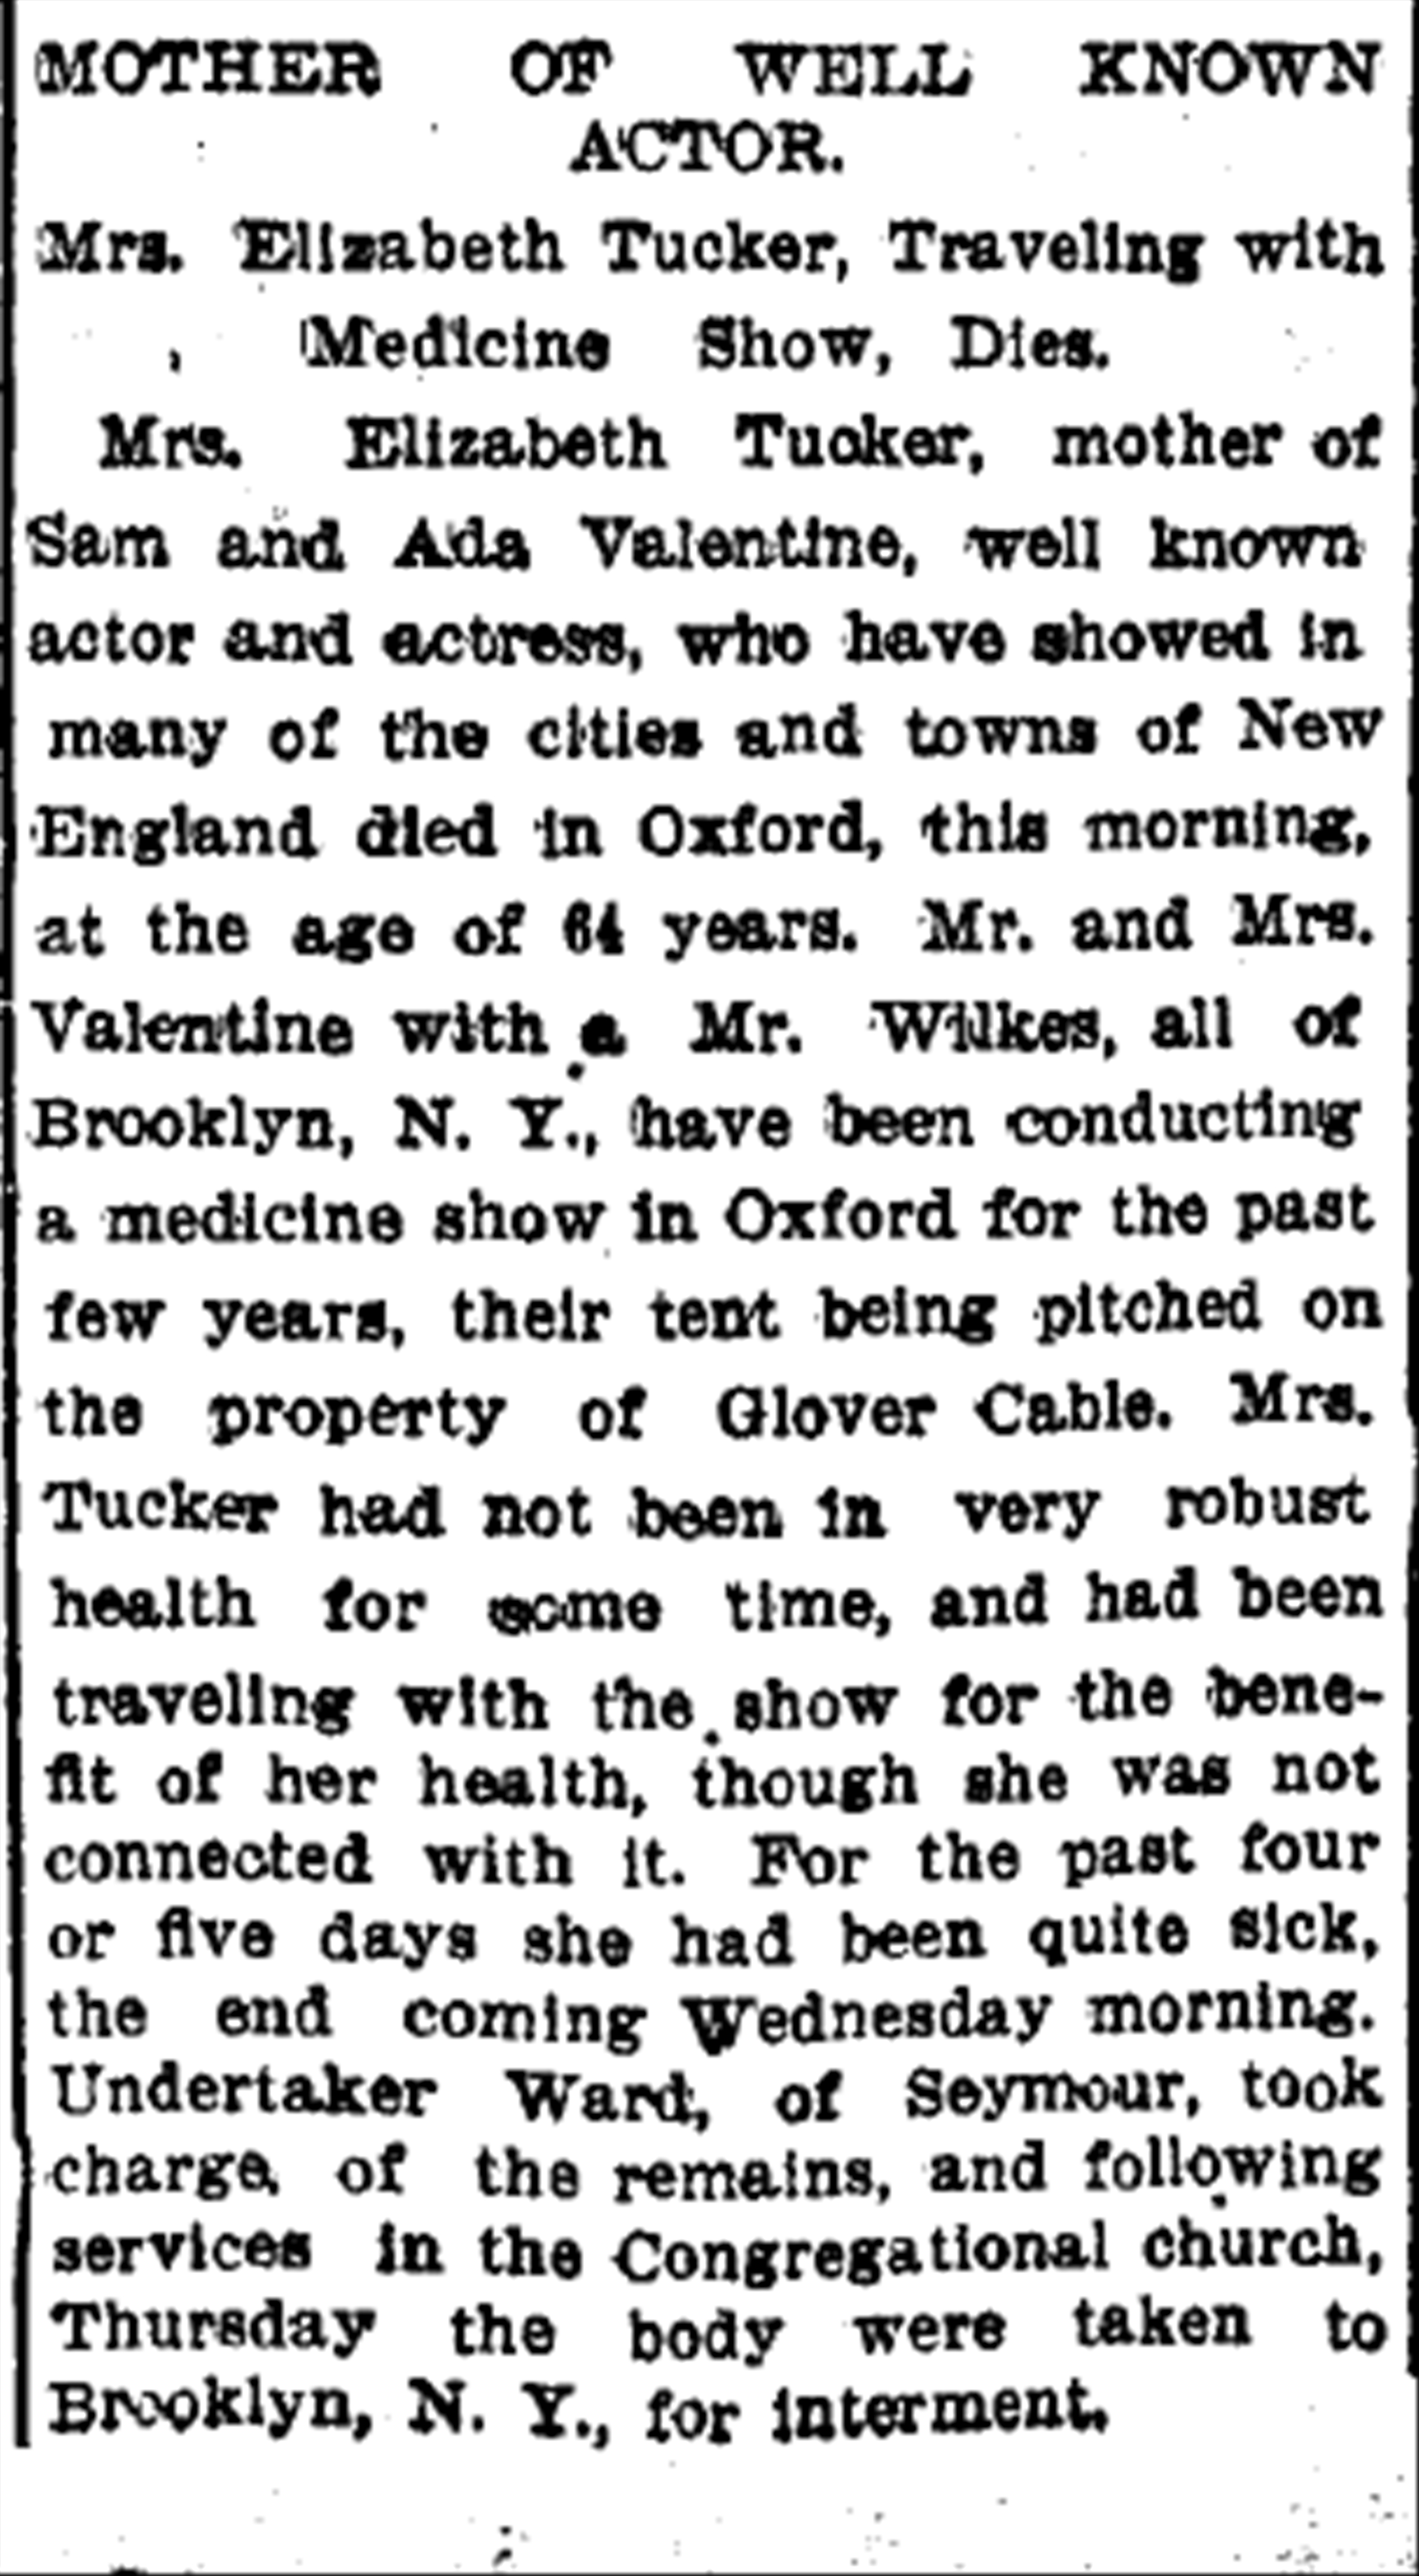 MOTHER OF WELL KNOWN
ACTOR.
Mrs. Elizabeth Tucker, Traveling with
Medicine Show, Dies.
Mrs. Elizabeth Tucker, mother of
Sam and Ada Valentine, well known
actor and actress, who have showed in
many of the cities and towns of New
England died in Oxford, this morning,
at the age of 64 years. Mr. and Mrs.
Valentine with a Mr. Wilkes, all of
Brooklyn, N. Y., have been conducting
a medicine show in Oxford for the past
few years, their tent being pitched on
the property of Glover Cable. Mrs.
Tucker had not been in very robust
health for some time, and had been
traveling with the show for the bene-
fit of her health, though she was not
connected with it. For the past four
or five days she had been quite sick,
the end coming Wednesday morning.
Undertaker Ward, of Seymour, took
charge of the remains, and following
services in the Congregational church,
Thursday the body were taken to
Brooklyn, N. Y., for interment.